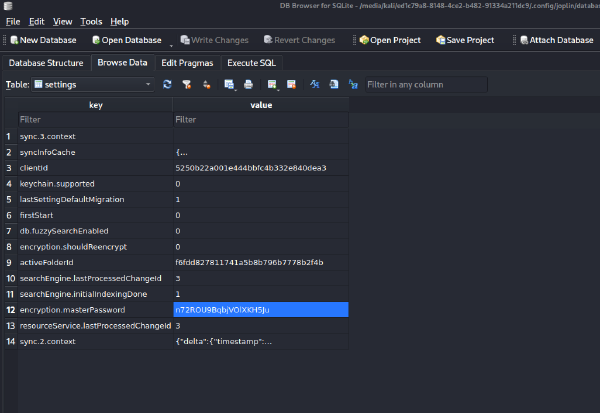 DB Browser for SQLite - /media/kali/ed1c79a8-8148-4ce2-b482-91334a211dc9/.config/joplin/databas
File Edit View Tools Help
New Database Open Database Write Changes Revert Changes Open Project Save Project Attach Database
Database Structure Browse Data Edit Pragmas Execute SQL
Table: settings Filter in any column
key value
Filter Filter
1 sync.3.context
2 syncInfoCache {...
3 clientId 5250b22a001e444bbfc4b332e840dea3
4 keychain.supported 0
5 lastSettingDefaultMigration 1
6 firstStart 0
7 db.fuzzySearchEnabled 0
8 encryption.shouldReencrypt 0
9 activeFolderId f6fdd827811741a5b8b796b7778b2f4b
10 searchEngine.lastProcessedChangeId 3
11 searchEngine.initialIndexingDone 1
12 encryption.masterPassword n72ROU9BqbjVOlXKH5Ju
13 resourceService.lastProcessedChangeId 3
14 sync.2.context {"delta":{"timestamp":...